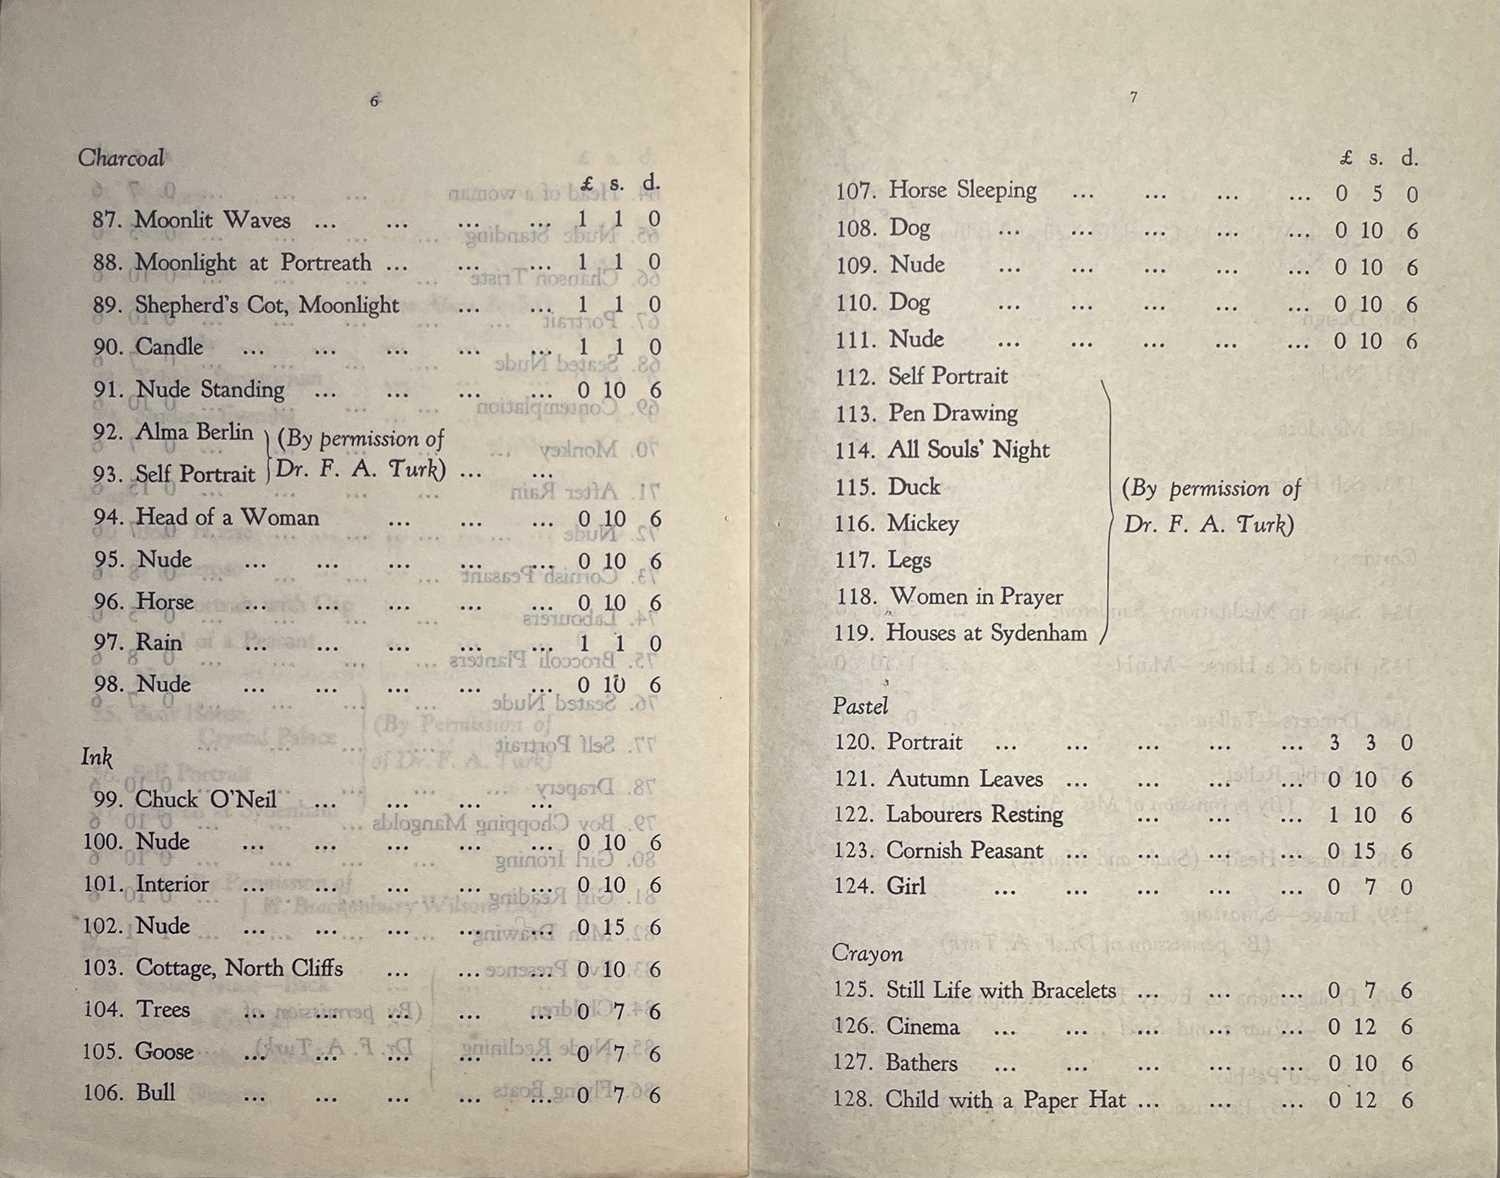 6
Charcoal
£ s. d.
87. Moonlit Waves ... ... ... ... 1 1 0
88. Moonlight at Portreath ... ... ... 1 1 0
89. Shepherd's Cot, Moonlight ... ... 1 1 0
90. Candle ... ... ... ... ... 1 1 0
91. Nude Standing ... ... ... ... 0 10 6
92. Alma Berlin (By permission of
93. Self Portrait Dr. F. A. Turk) ... ...
94. Head of a Woman ... ... ... 0 10 6
95. Nude ... ... ... ... ... 0 10 6
96. Horse ... ... ... ... ... 0 10 6
97. Rain ... ... ... ... ... 1 1 0
98. Nude ... ... ... ... ... 0 10 6
Ink
99. Chuck O'Neil ... ... ... ...
100. Nude ... ... ... ... ... 0 10 6
101. Interior ... ... ... ... ... 0 10 6
102. Nude ... ... ... ... ... 0 15 6
103. Cottage, North Cliffs ... ... ... 0 10 6
104. Trees ... ... ... ... ... 0 7 6
105. Goose ... ... ... ... ... 0 7 6
106. Bull ... ... ... ... ... 0 7 6
7
£ s. d.
107. Horse Sleeping ... ... ... ... 0 5 0
108. Dog ... ... ... ... ... 0 10 6
109. Nude ... ... ... ... ... 0 10 6
110. Dog ... ... ... ... ... 0 10 6
111. Nude ... ... ... ... ... 0 10 6
112. Self Portrait
113. Pen Drawing
114. All Souls' Night
115. Duck (By permission of
116. Mickey Dr. F. A. Turk)
117. Legs
118. Women in Prayer
119. Houses at Sydenham
Pastel
120. Portrait ... ... ... ... ... 3 3 0
121. Autumn Leaves ... ... ... ... 0 10 6
122. Labourers Resting ... ... ... 1 10 6
123. Cornish Peasant ... ... ... ... 0 15 6
124. Girl ... ... ... ... ... 0 7 0
Crayon
125. Still Life with Bracelets ... ... ... 0 7 6
126. Cinema ... ... ... ... ... 0 12 6
127. Bathers ... ... ... ... ... 0 10 6
128. Child with a Paper Hat ... ... ... 0 12 6